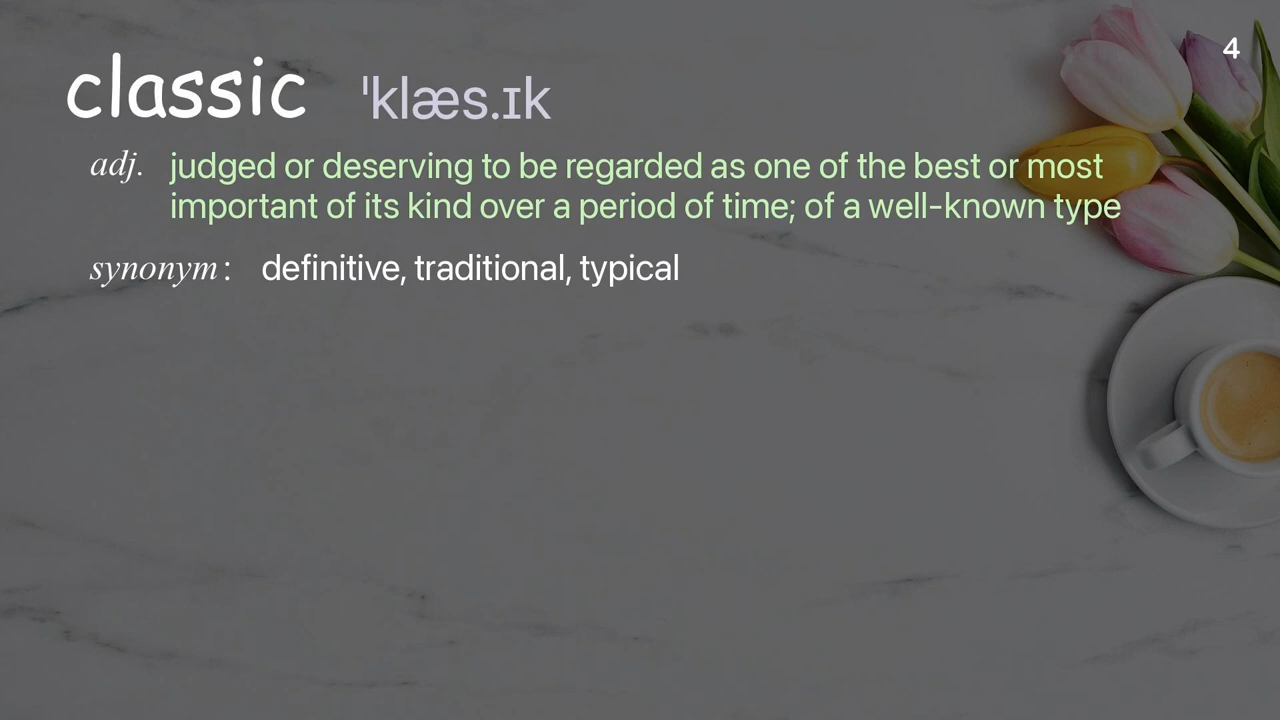 4
classic ˈklæs.ɪk
adj. judged or deserving to be regarded as one of the best or most
important of its kind over a period of time; of a well-known type
synonym: definitive, traditional, typical